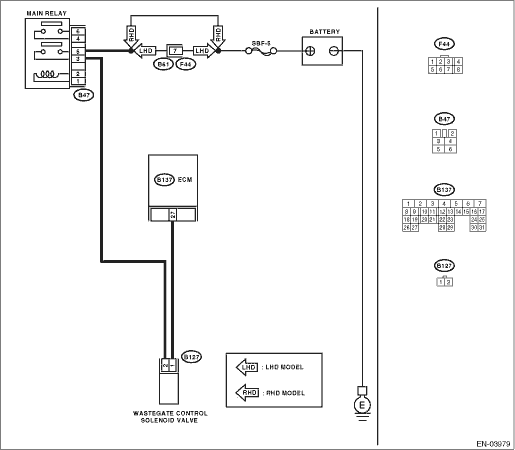 MAIN RELAY
6
4
5
3
2
1
B47
RHD
RHD
LHD
7
LHD
B61
F44
SBF-5
BATTERY
B137 ECM
27
2
1
B127
WASTEGATE CONTROL
SOLENOID VALVE
LHD : LHD MODEL
RHD : RHD MODEL
E
F44
1 2 3 4
5 6 7 8
B47
1 2
3 4
5 6
B137
1 2 3 4 5 6 7
8 9 10 11 12 13 14 15 16 17
18 19 20 21 22 23 24 25
26 27 28 29 30 31
B127
1 2
EN-03979